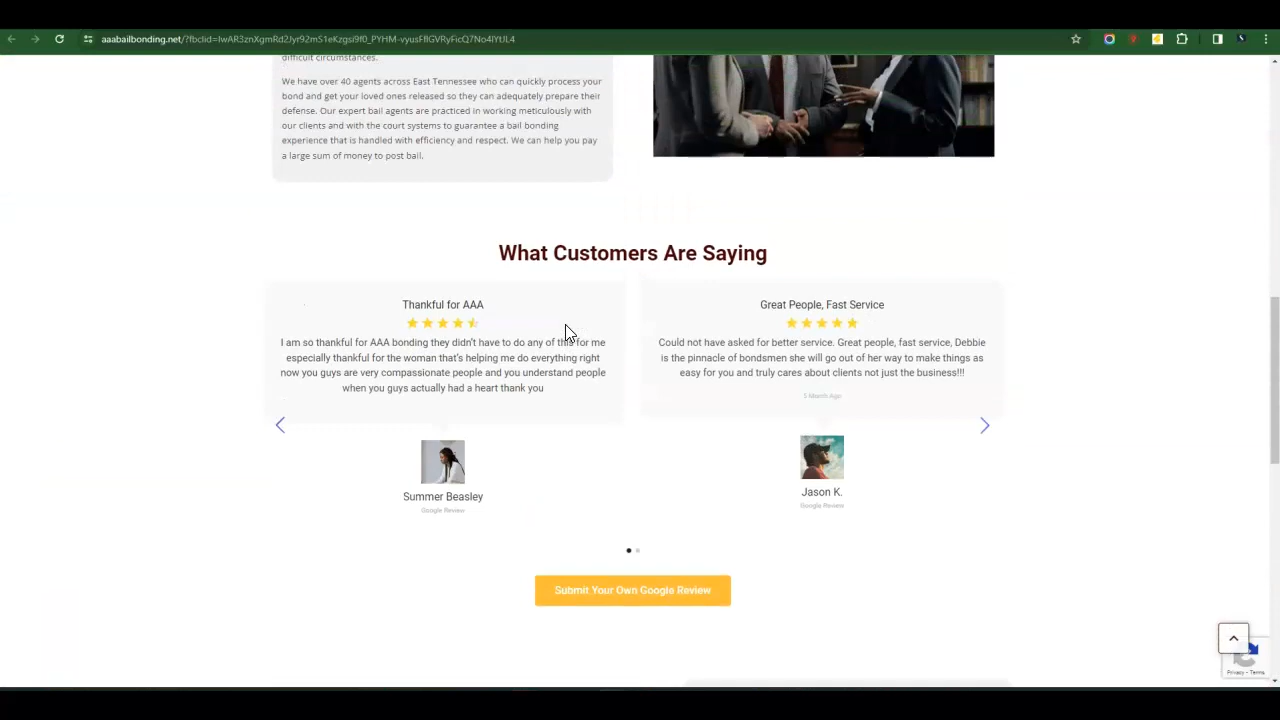 aaabailbonding.net/?fbclid=IwAR3znXgmRd2Jyr92mS1eKzgsi9f0_PYHM-vyusFflGVRyFicQ7No4lYtJL4
difficult circumstances.
We have over 40 agents across East Tennessee who can quickly process your
bond and get your loved ones released so they can adequately prepare their
defense. Our expert bail agents are practiced in working meticulously with
our clients and with the court systems to guarantee a bail bonding
experience that is handled with efficiency and respect. We can help you pay
a large sum of money to post bail.
What Customers Are Saying
Thankful for AAA
I am so thankful for AAA bonding they didn't have to do any of this for me
especially thankful for the woman that's helping me do everything right
now you guys are very compassionate people and you understand people
when you guys actually had a heart thank you
Summer Beasley
Google Review
Great People, Fast Service
Could not have asked for better service. Great people, fast service, Debbie
is the pinnacle of bondsmen she will go out of her way to make things as
easy for you and truly cares about clients not just the business!!!
5 Month Ago
Jason K.
Google Review
Submit Your Own Google Review
Privacy - Terms